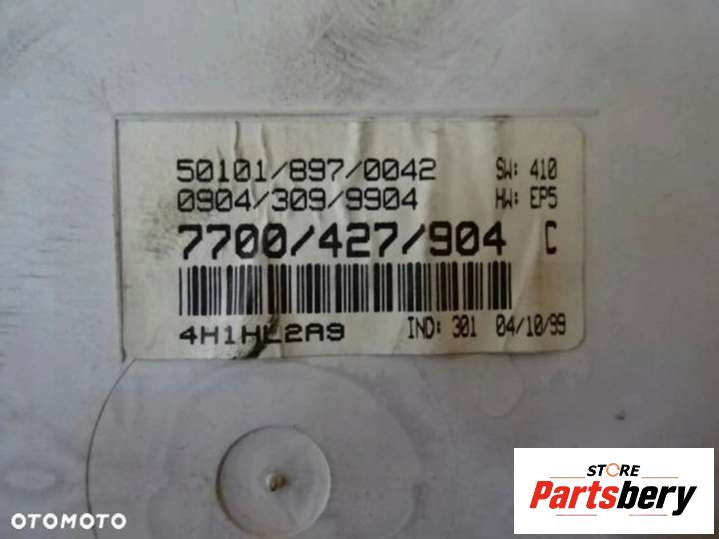 50101/897/0042 SW: 410
0904/309/9904 HW: EP5
7700/427/904 C
4H1HL2A9 IND: 301 04/10/99
STORE
Partsbery
OTOMOTO